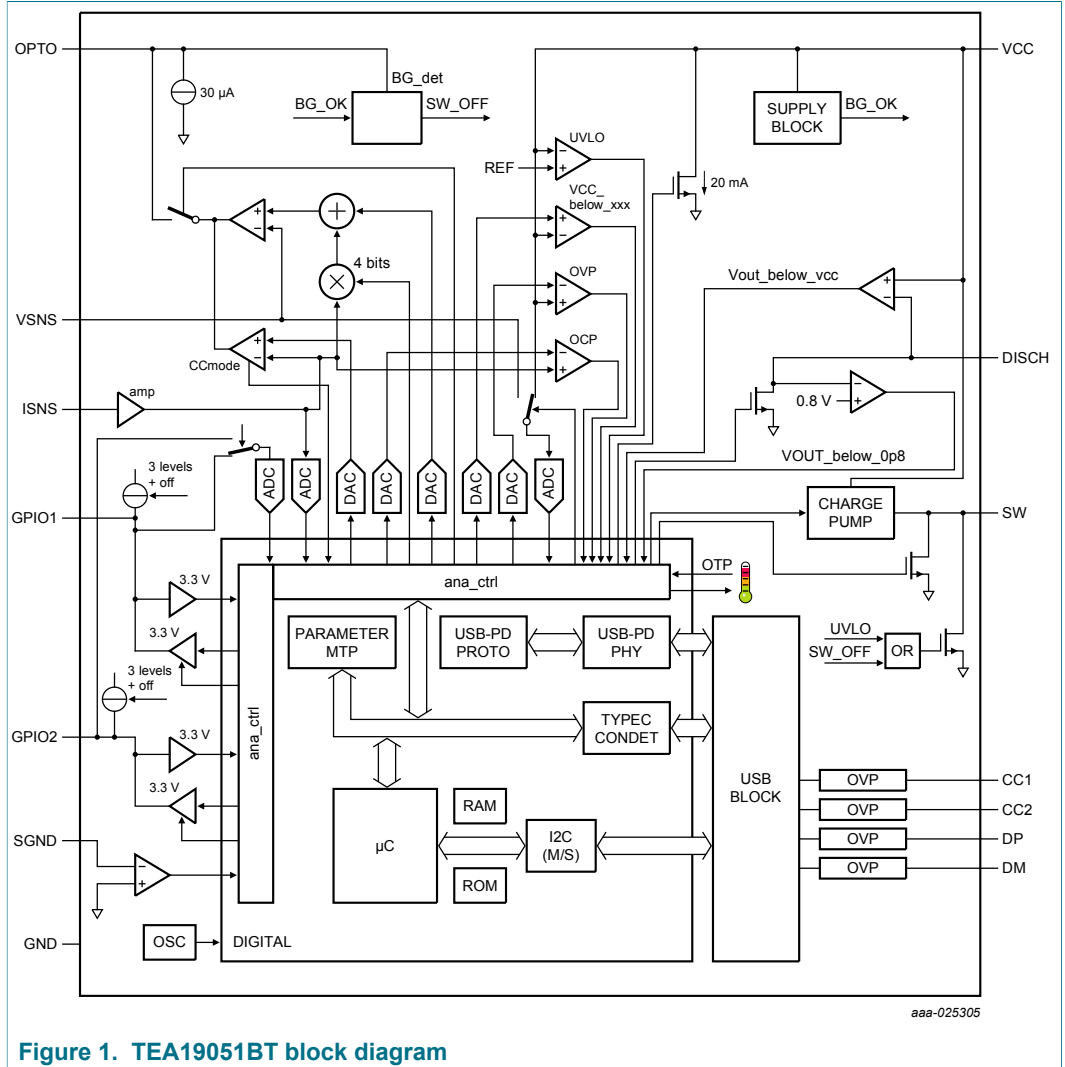 OPTO
VCC
30 µA
BG_det
BG_OK
SW_OFF
SUPPLY
BLOCK
BG_OK
UVLO
REF
20 mA
VCC_
below_xxx
4 bits
Vout_below_vcc
OVP
VSNS
OCP
CCmode
DISCH
amp
ISNS
0.8 V
3 levels
+ off
VOUT_below_0p8
ADC
ADC
DAC
DAC
DAC
DAC
DAC
ADC
GPIO1
CHARGE
PUMP
SW
3.3 V
ana_ctrl
OTP
3.3 V
PARAMETER
MTP
USB-PD
PROTO
USB-PD
PHY
UVLO
SW_OFF
OR
3 levels
+ off
ana_ctrl
GPIO2
3.3 V
TYPEC
CONDET
3.3 V
USB
BLOCK
OVP
CC1
OVP
CC2
OVP
DP
OVP
DM
RAM
µC
I2C
(M/S)
ROM
SGND
GND
OSC
DIGITAL
aaa-025305
Figure 1. TEA19051BT block diagram